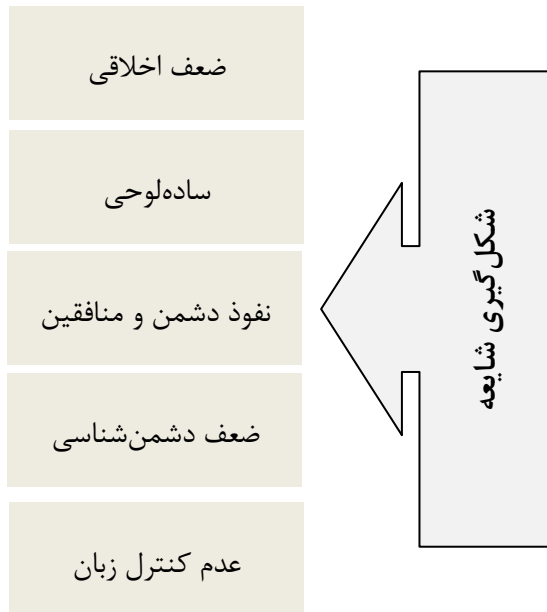 شکل‌گیری شایعه
ضعف اخلاقی
ساده‌لوحی
نفوذ دشمن و منافقین
ضعف دشمن‌شناسی
عدم کنترل زبان